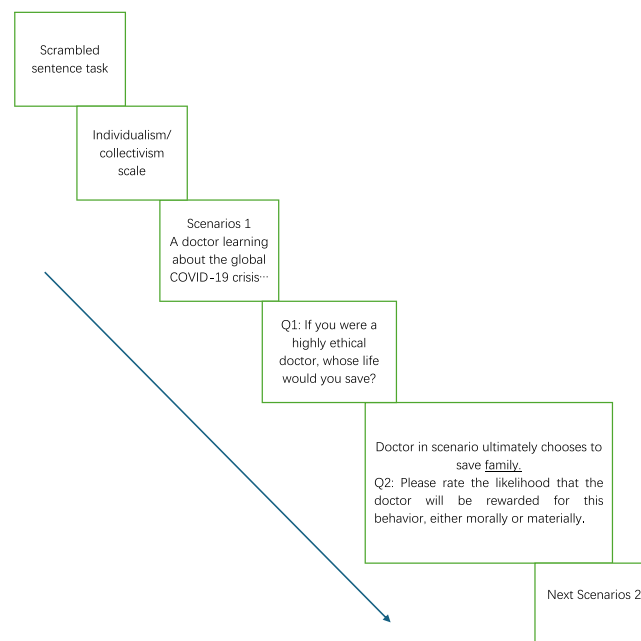 Scrambled
sentence task
Individualism/
collectivism
scale
Scenarios 1
A doctor learning
about the global
COVID-19 crisis…
Q1: If you were a
highly ethical
doctor, whose life
would you save?
Doctor in scenario ultimately chooses to
save family.
Q2: Please rate the likelihood that the
doctor will be rewarded for this
behavior, either morally or materially.
Next Scenarios 2